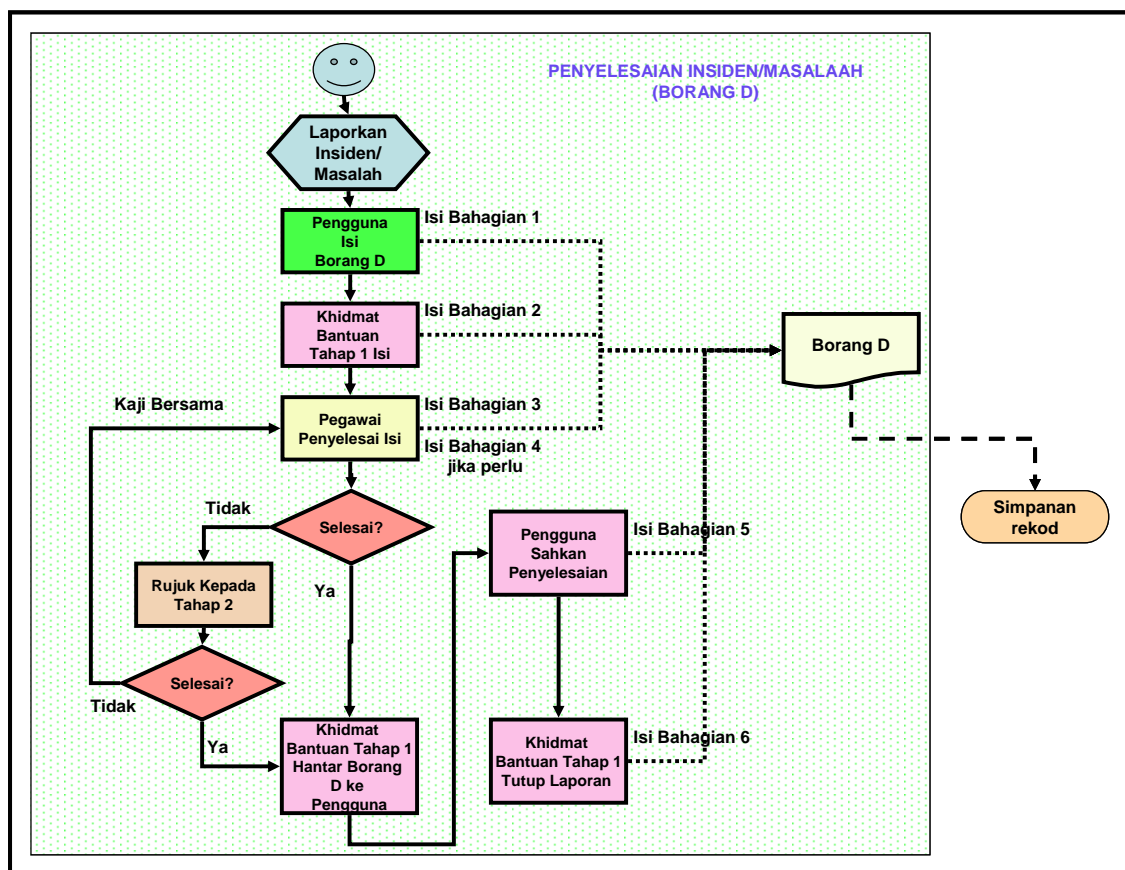 PENYELESAIAN INSIDEN/MASALAAH
(BORANG D)
Laporkan
Insiden/
Masalah
Pengguna
Isi
Borang D
Isi Bahagian 1
Khidmat
Bantuan
Tahap 1 Isi
Isi Bahagian 2
Borang D
Kaji Bersama
Pegawai
Penyelesai Isi
Isi Bahagian 3
Isi Bahagian 4
jika perlu
Selesai?
Tidak
Ya
Rujuk Kepada
Tahap 2
Selesai?
Tidak
Ya
Khidmat
Bantuan Tahap 1
Hantar Borang
D ke
Pengguna
Pengguna
Sahkan
Penyelesaian
Isi Bahagian 5
Khidmat
Bantuan Tahap 1
Tutup Laporan
Isi Bahagian 6
Simpanan
rekod